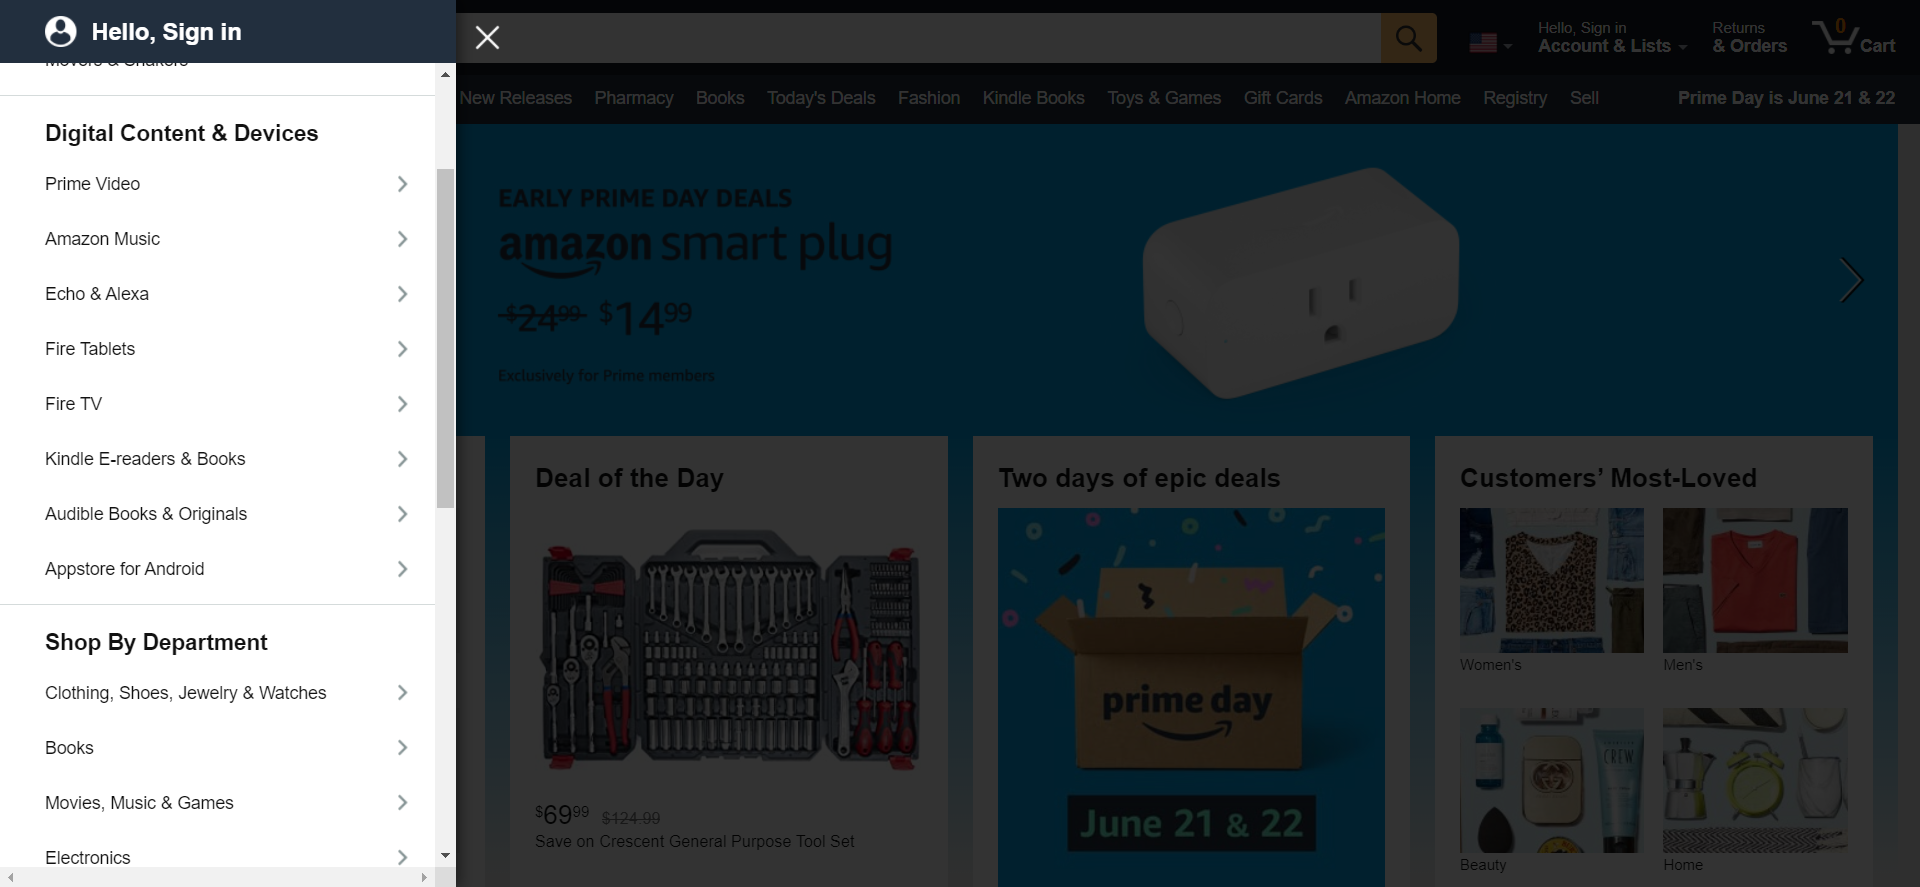 Hello, Sign in
Movers & Shakers
Digital Content & Devices
Prime Video
Amazon Music
Echo & Alexa
Fire Tablets
Fire TV
Kindle E-readers & Books
Audible Books & Originals
Appstore for Android
Shop By Department
Clothing, Shoes, Jewelry & Watches
Books
Movies, Music & Games
Electronics
Hello, Sign in
Account & Lists
Returns
& Orders
0
Cart
New Releases Pharmacy Books Today's Deals Fashion Kindle Books Toys & Games Gift Cards Amazon Home Registry Sell Prime Day is June 21 & 22
EARLY PRIME DAY DEALS
amazon smart plug
$24.99 $14.99
Exclusively for Prime members
Deal of the Day
$69.99 $124.99
Save on Crescent General Purpose Tool Set
Two days of epic deals
prime day
June 21 & 22
Customers’ Most-Loved
Women's
Men's
CREW
Beauty
Home